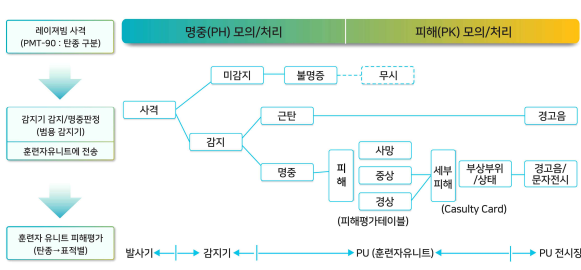 레이져빔 사격
(PMT-90 : 탄종 구분)
명중(PH) 모의/처리
피해(PK) 모의/처리
미감지
불명증
무시
사격
감지기 감지/명중판정
(범용 감지기)
훈련자유니트에 전송
감지
근탄
경고음
명중
피해
사망
중상
경상
세부
피해
부상부위
/상태
경고음/
문자전시
(피해평가테이블)
(Casulty Card)
훈련자 유니트 피해평가
(탄종→표적별)
발사기
감지기
PU (훈련자유니트)
PU 전시징